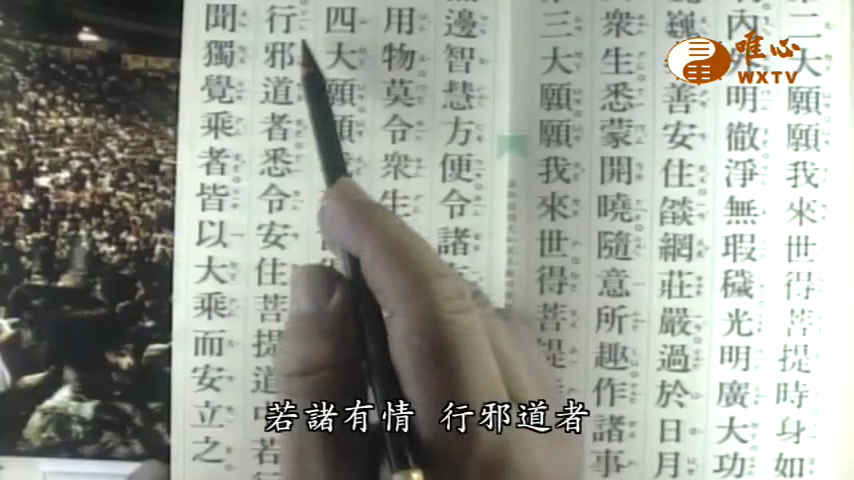 二大願願我來世得菩提時身如
內外明徹淨無瑕穢光明廣大功
巍善安住燄網莊嚴過於日月
眾生悉蒙開曉隨意所趣作諸事
三大願願我來世得菩提
邊智慧方便令諸
用物莫令眾生
四大願願
行邪道者悉令安住菩提道中若
聞獨覺乘者皆以大乘而安立之
唯心
WXTV
若諸有情 行邪道者